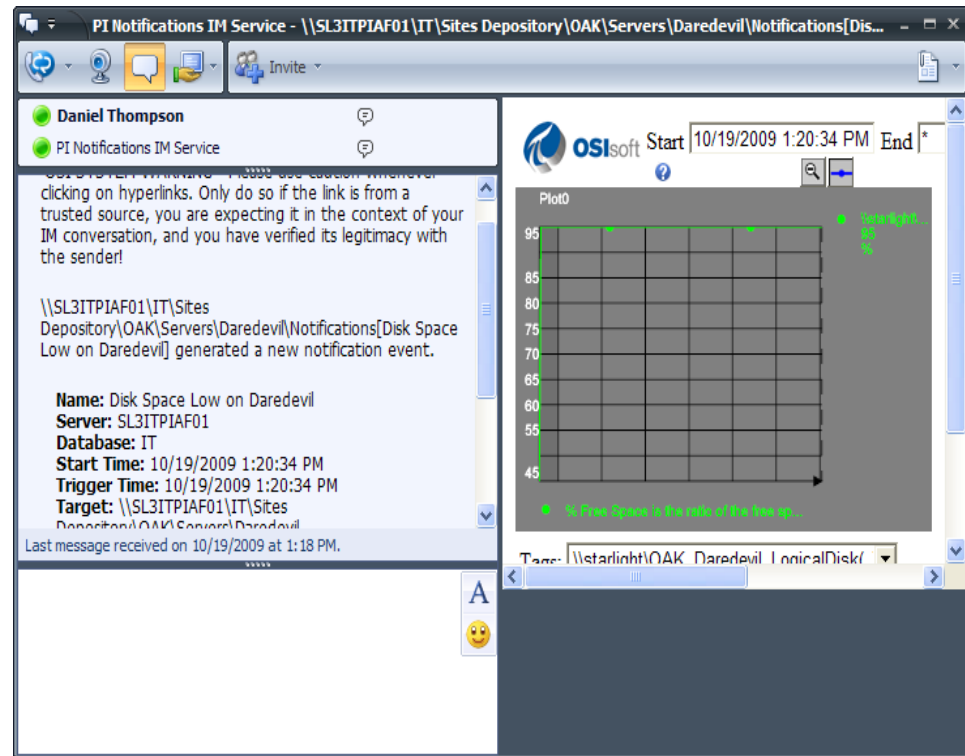 PI Notifications IM Service - \\SL3ITPIAF01\IT\Sites Depository\OAK\Servers\Daredevil\Notifications[Dis...
Invite
Daniel Thompson
PI Notifications IM Service
clicking on hyperlinks. Only do so if the link is from a
trusted source, you are expecting it in the context of your
IM conversation, and you have verified its legitimacy with
the sender!
\\SL3ITPIAF01\IT\Sites
Depository\OAK\Servers\Daredevil\Notifications[Disk Space
Low on Daredevil] generated a new notification event.
Name: Disk Space Low on Daredevil
Server: SL3ITPIAF01
Database: IT
Start Time: 10/19/2009 1:20:34 PM
Trigger Time: 10/19/2009 1:20:34 PM
Target: \\SL3ITPIAF01\IT\Sites
Depository\OAK\Servers\Daredevil
Last message received on 10/19/2009 at 1:18 PM.
A
OSIsoft Start 10/19/2009 1:20:34 PM End *
Plot0
\\starlight\...
95
%
95
85
80
75
70
65
60
55
45
% Free Space is the ratio of the free sp...
Tags: \\starlight\OAK_Daredevil_LogicalDisk(